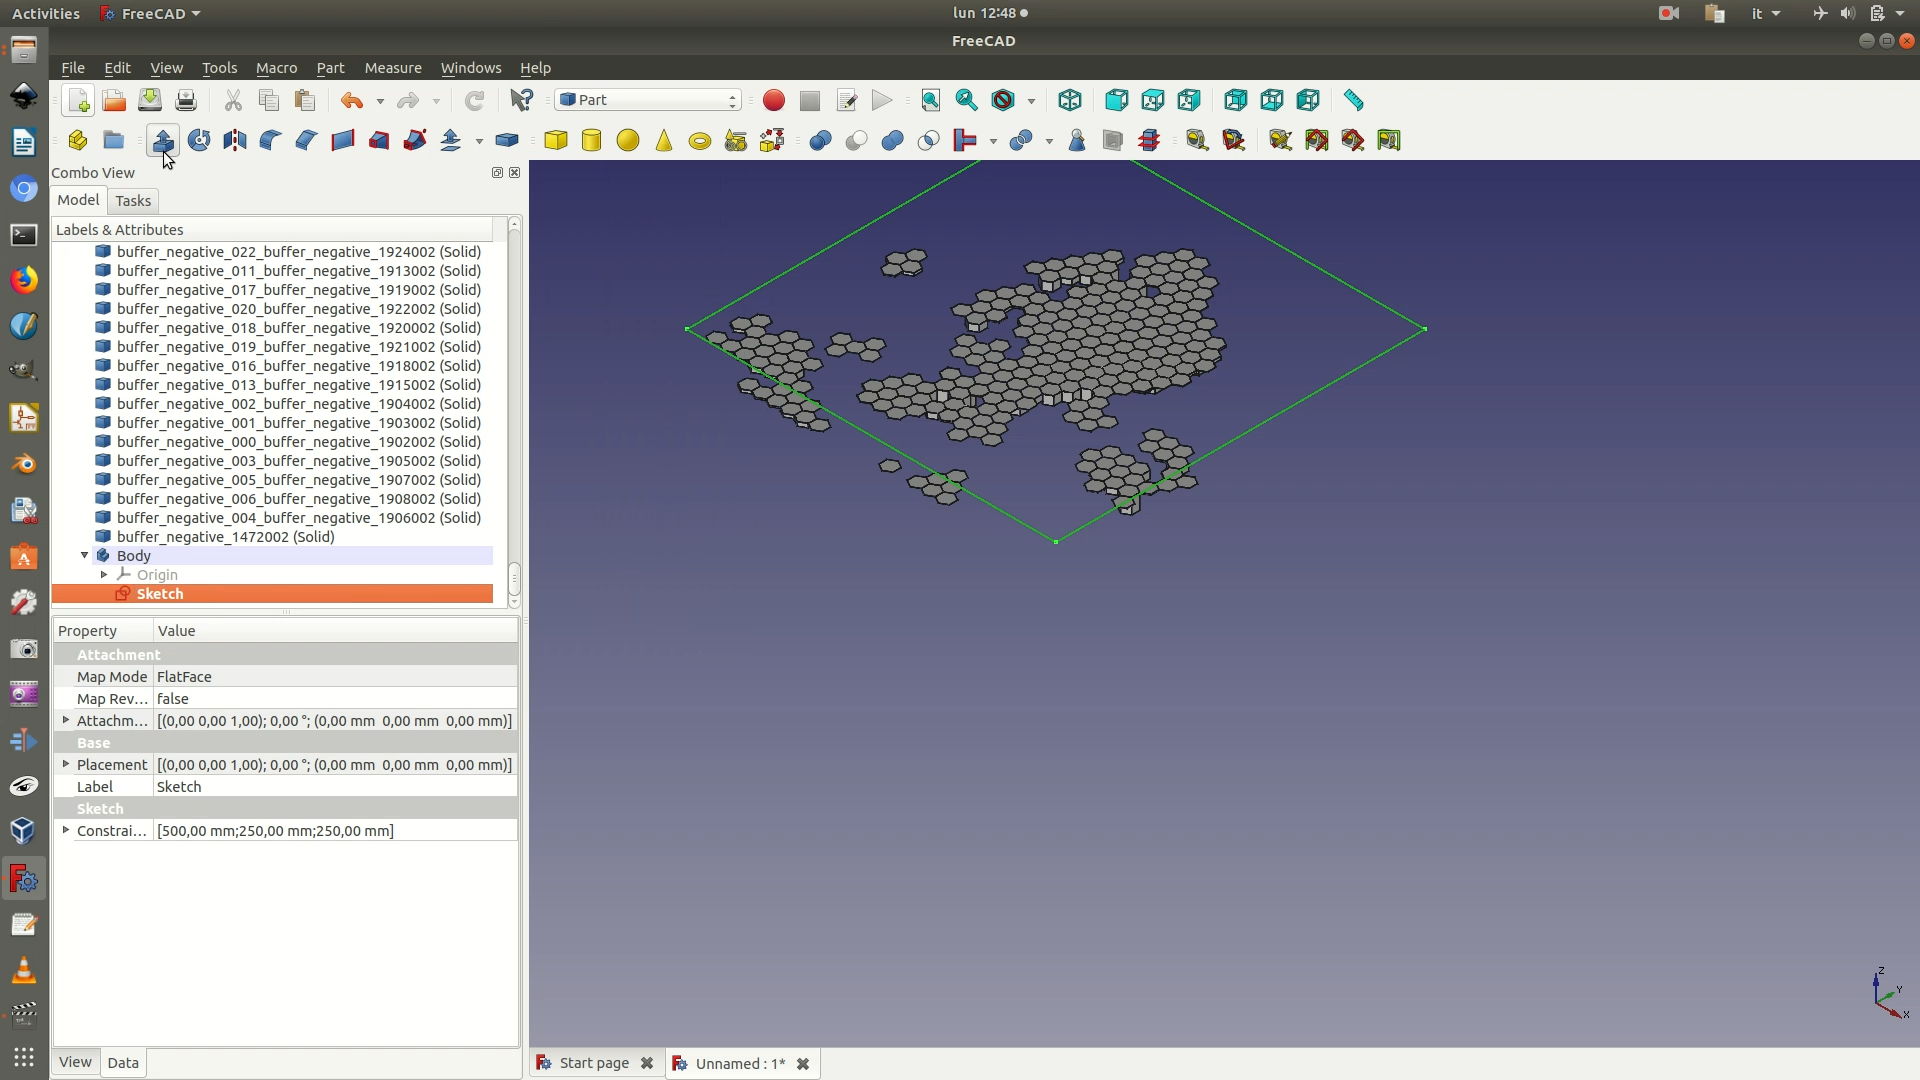 Activities FreeCAD lun 12:48 it
FreeCAD
File Edit View Tools Macro Part Measure Windows Help
Part
Combo View
Model Tasks
Labels & Attributes
buffer_negative_022_buffer_negative_1924002 (Solid)
buffer_negative_011_buffer_negative_1913002 (Solid)
buffer_negative_017_buffer_negative_1919002 (Solid)
buffer_negative_020_buffer_negative_1922002 (Solid)
buffer_negative_018_buffer_negative_1920002 (Solid)
buffer_negative_019_buffer_negative_1921002 (Solid)
buffer_negative_016_buffer_negative_1918002 (Solid)
buffer_negative_013_buffer_negative_1915002 (Solid)
buffer_negative_002_buffer_negative_1904002 (Solid)
buffer_negative_001_buffer_negative_1903002 (Solid)
buffer_negative_000_buffer_negative_1902002 (Solid)
buffer_negative_003_buffer_negative_1905002 (Solid)
buffer_negative_005_buffer_negative_1907002 (Solid)
buffer_negative_006_buffer_negative_1908002 (Solid)
buffer_negative_004_buffer_negative_1906002 (Solid)
buffer_negative_1472002 (Solid)
Body
Origin
Sketch
Property Value
Attachment
Map Mode FlatFace
Map Rev... false
Attachm... [(0,00 0,00 1,00); 0,00 °; (0,00 mm 0,00 mm 0,00 mm)]
Base
Placement [(0,00 0,00 1,00); 0,00 °; (0,00 mm 0,00 mm 0,00 mm)]
Label Sketch
Sketch
Constrai... [500,00 mm;250,00 mm;250,00 mm]
Z
Y
X
View Data
Start page Unnamed : 1*